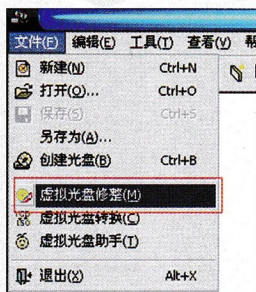 文件(F) 编辑(E) 工具(T) 查看(V) 帮
新建(N) Ctrl+N
打开(O)... Ctrl+O
保存(S) Ctrl+S
另存为(A)...
创建光盘(B) Ctrl+B
虚拟光盘修整(M)
虚拟光盘转换(C)
虚拟光盘助手(I)
退出(X) Alt+X